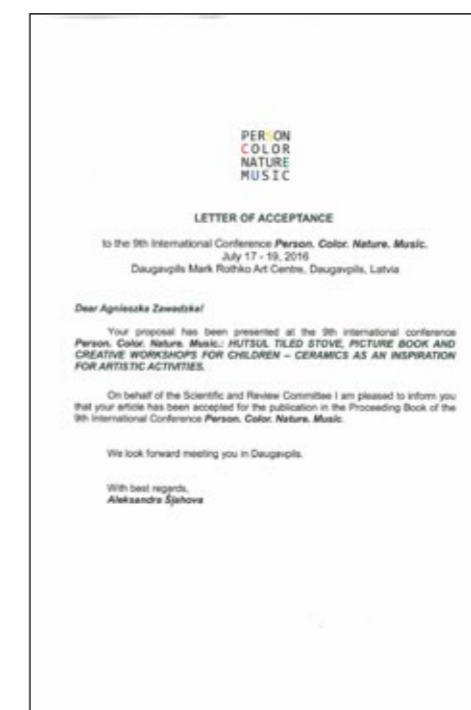 PERSON
COLOR
NATURE
MUSIC
LETTER OF ACCEPTANCE
to the 9th International Conference Person. Color. Nature. Music.
July 17 - 19, 2016
Daugavpils Mark Rothko Art Centre, Daugavpils, Latvia
Dear Agnieszka Zawadzka!
Your proposal has been presented at the 9th international conference
Person. Color. Nature. Music.: HUTSUL TILED STOVE, PICTURE BOOK AND
CREATIVE WORKSHOPS FOR CHILDREN – CERAMICS AS AN INSPIRATION
FOR ARTISTIC ACTIVITIES.
On behalf of the Scientific and Review Committee I am pleased to inform you
that your article has been accepted for the publication in the Proceeding Book of the
9th International Conference Person. Color. Nature. Music.
We look forward meeting you in Daugavpils.
With best regards,
Aleksandra Šļahova